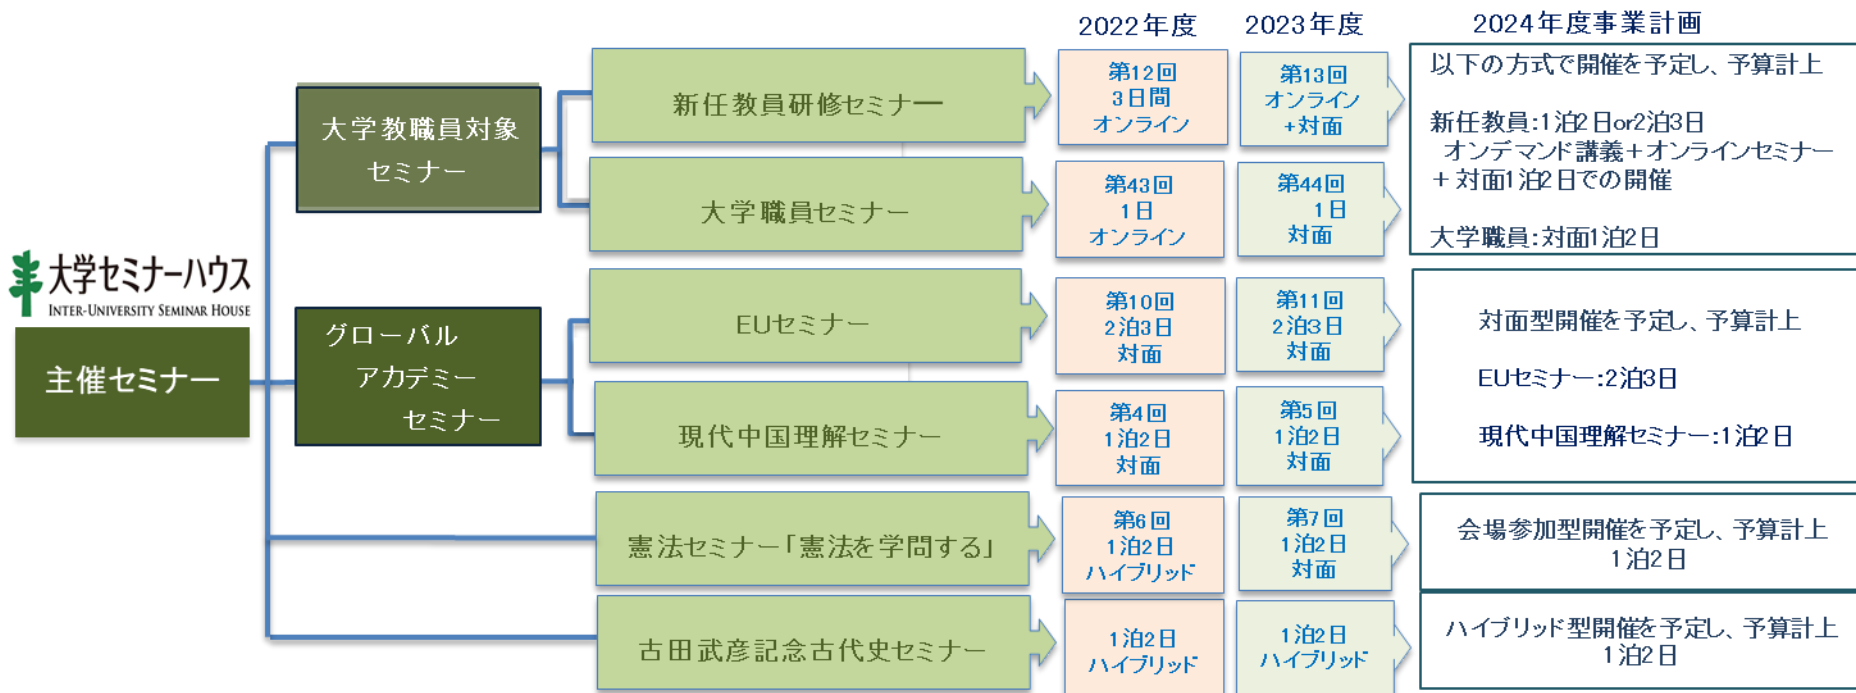 2022年度
2023年度
2024年度事業計画
大学セミナーハウス
INTER-UNIVERSITY SEMINAR HOUSE
主催セミナー
大学教職員対象
セミナー
新任教員研修セミナー
第12回
3日間
オンライン
第13回
オンライン
+対面
大学職員セミナー
第43回
1日
オンライン
第44回
1日
対面
以下の方式で開催を予定し、予算計上
新任教員:1泊2日or2泊3日
オンデマンド講義+オンラインセミナー
+対面1泊2日での開催
大学職員:対面1泊2日
グローバル
アカデミー
セミナー
EUセミナー
第10回
2泊3日
対面
第11回
2泊3日
対面
現代中国理解セミナー
第4回
1泊2日
対面
第5回
1泊2日
対面
対面型開催を予定し、予算計上
EUセミナー:2泊3日
現代中国理解セミナー:1泊2日
憲法セミナー「憲法を学問する」
第6回
1泊2日
ハイブリッド
第7回
1泊2日
対面
会場参加型開催を予定し、予算計上
1泊2日
古田武彦記念古代史セミナー
1泊2日
ハイブリッド
1泊2日
ハイブリッド
ハイブリッド型開催を予定し、予算計上
1泊2日